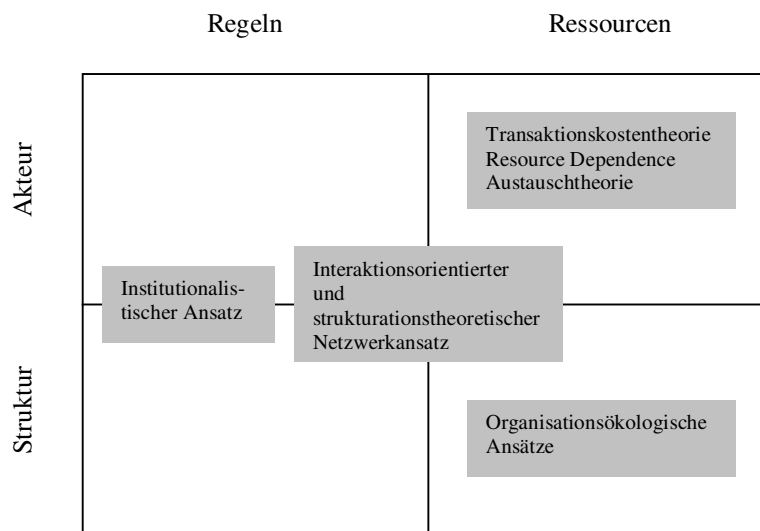 Regeln
Ressourcen
Akteur
Transaktionskostentheorie
Resource Dependence
Austauschtheorie
Institutionalis-
tischer Ansatz
Interaktionsorientierter
und
strukturationstheoretischer
Netzwerkansatz
Struktur
Organisationsökologische
Ansätze